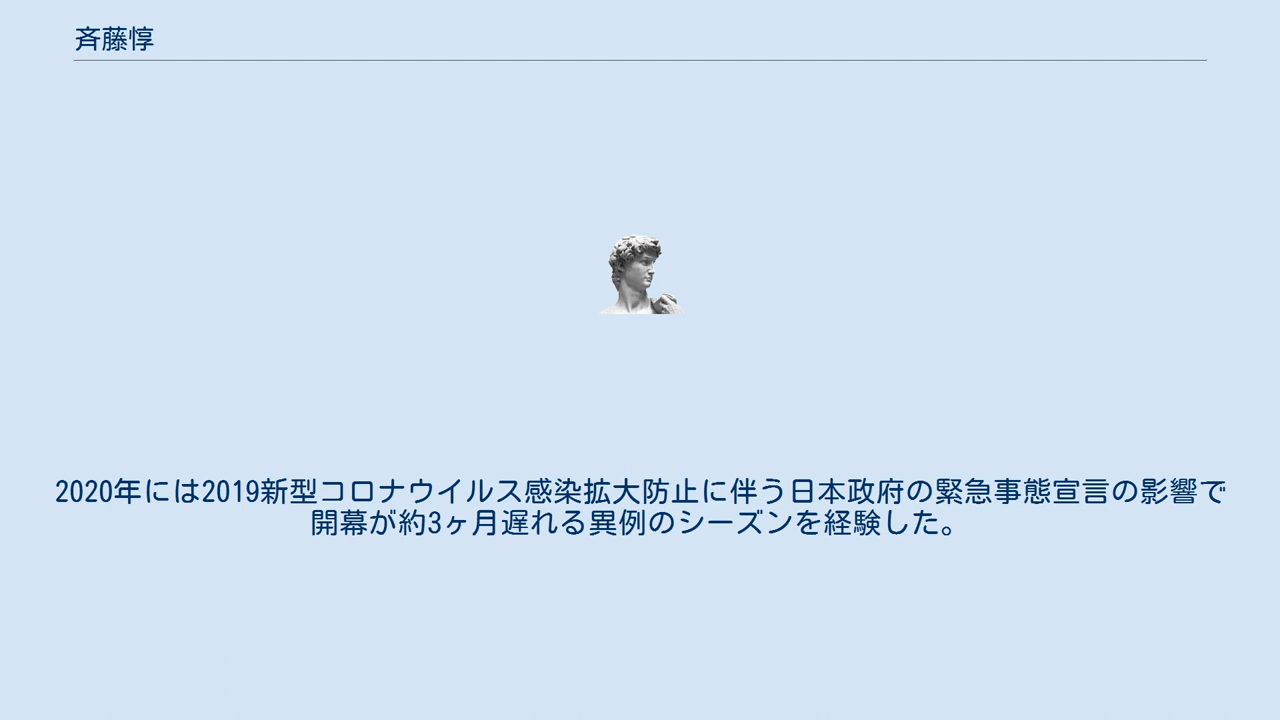 斉藤惇
2020年には2019新型コロナウイルス感染拡大防止に伴う日本政府の緊急事態宣言の影響で
開幕が約3ヶ月遅れる異例のシーズンを経験した。